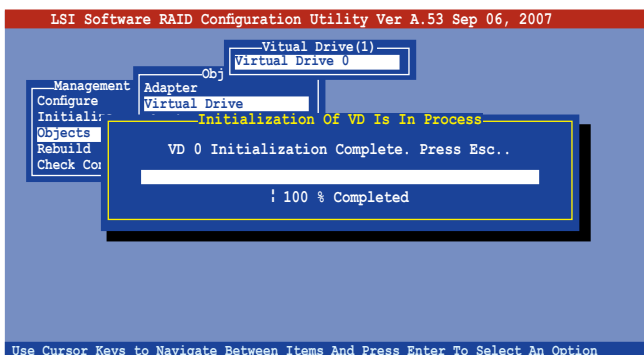 LSI Software RAID Configuration Utility Ver A.53 Sep 06, 2007
Vitual Drive(1)
Virtual Drive 0
Obj
Adapter
Virtual Drive
Management
Configure
Objects
Rebuild
Check
Initialization Of VD Is In Process
VD 0 Initialization Complete. Press Esc..
100 % Completed
Use Cursor Keys to Navigate Between Items And Press Enter To Select An Option